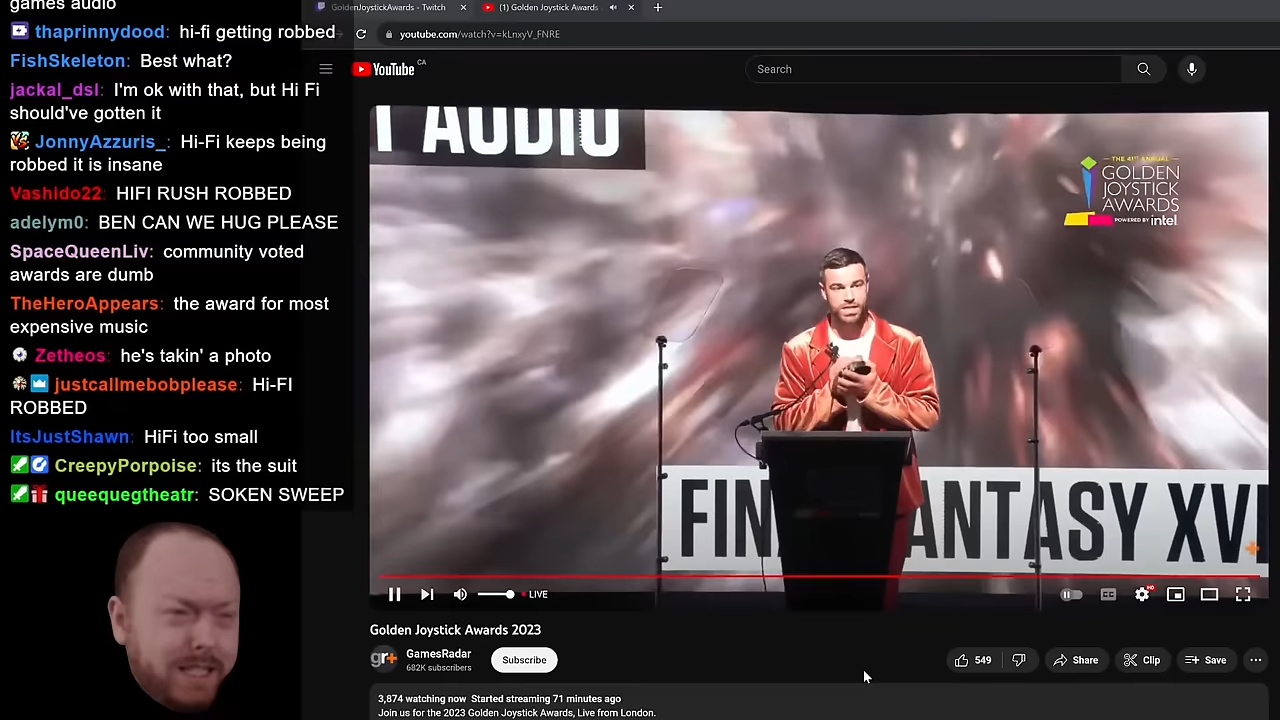 games audio
thaprinnydood: hi-fi getting robbed
FishSkeleton: Best what?
jackal_dsl: I'm ok with that, but Hi Fi
should've gotten it
JonnyAzzuris_: Hi-Fi keeps being
robbed it is insane
Vashido22: HIFI RUSH ROBBED
adelym0: BEN CAN WE HUG PLEASE
SpaceQueenLiv: community voted
awards are dumb
TheHeroAppears: the award for most
expensive music
Zetheos: he's takin' a photo
justcallmebobplease: Hi-FI
ROBBED
ItsJustShawn: HiFi too small
CreepyPorpoise: its the suit
queequegtheatr: SOKEN SWEEP
GoldenJoystickAwards - Twitch
(1) Golden Joystick Awards
youtube.com/watch?v=kLnxyV_FNRE
YouTube CA
Search
T AUDIO
THE 41ST ANNUAL
GOLDEN
JOYSTICK
AWARDS
POWERED BY intel
FINAL FANTASY XVI
LIVE
CC
HD
Golden Joystick Awards 2023
gr+
GamesRadar
682K subscribers
Subscribe
549
Share
Clip
Save
3,874 watching now Started streaming 71 minutes ago
Join us for the 2023 Golden Joystick Awards, Live from London.